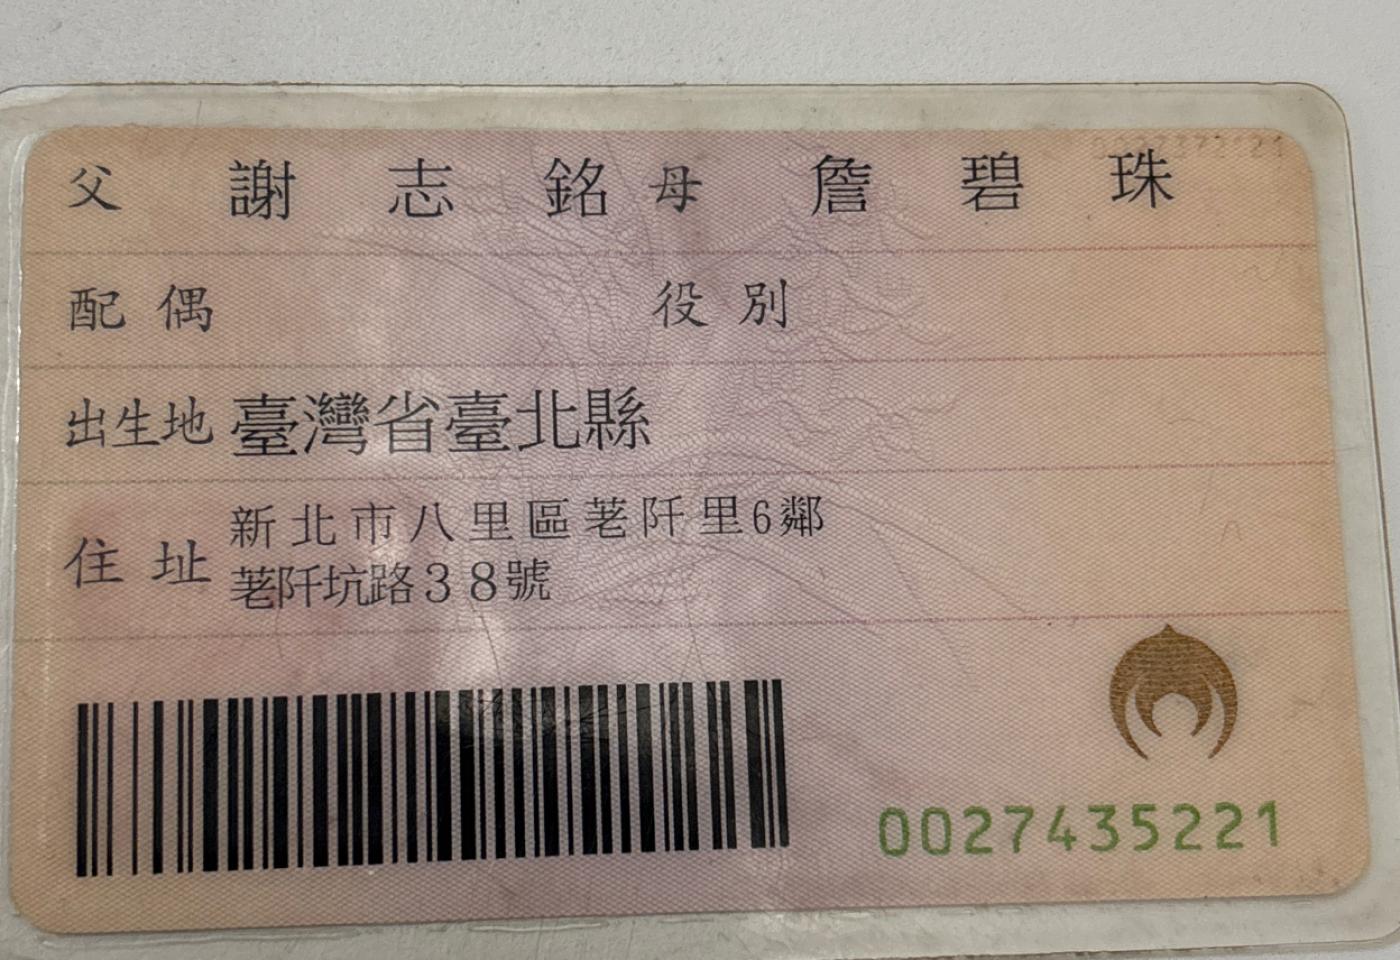 父 謝志銘 母 詹碧珠
配偶 役別
出生地 臺灣省臺北縣
住址 新北市八里區荖阡里6鄰
荖阡坑路38號
0027435221